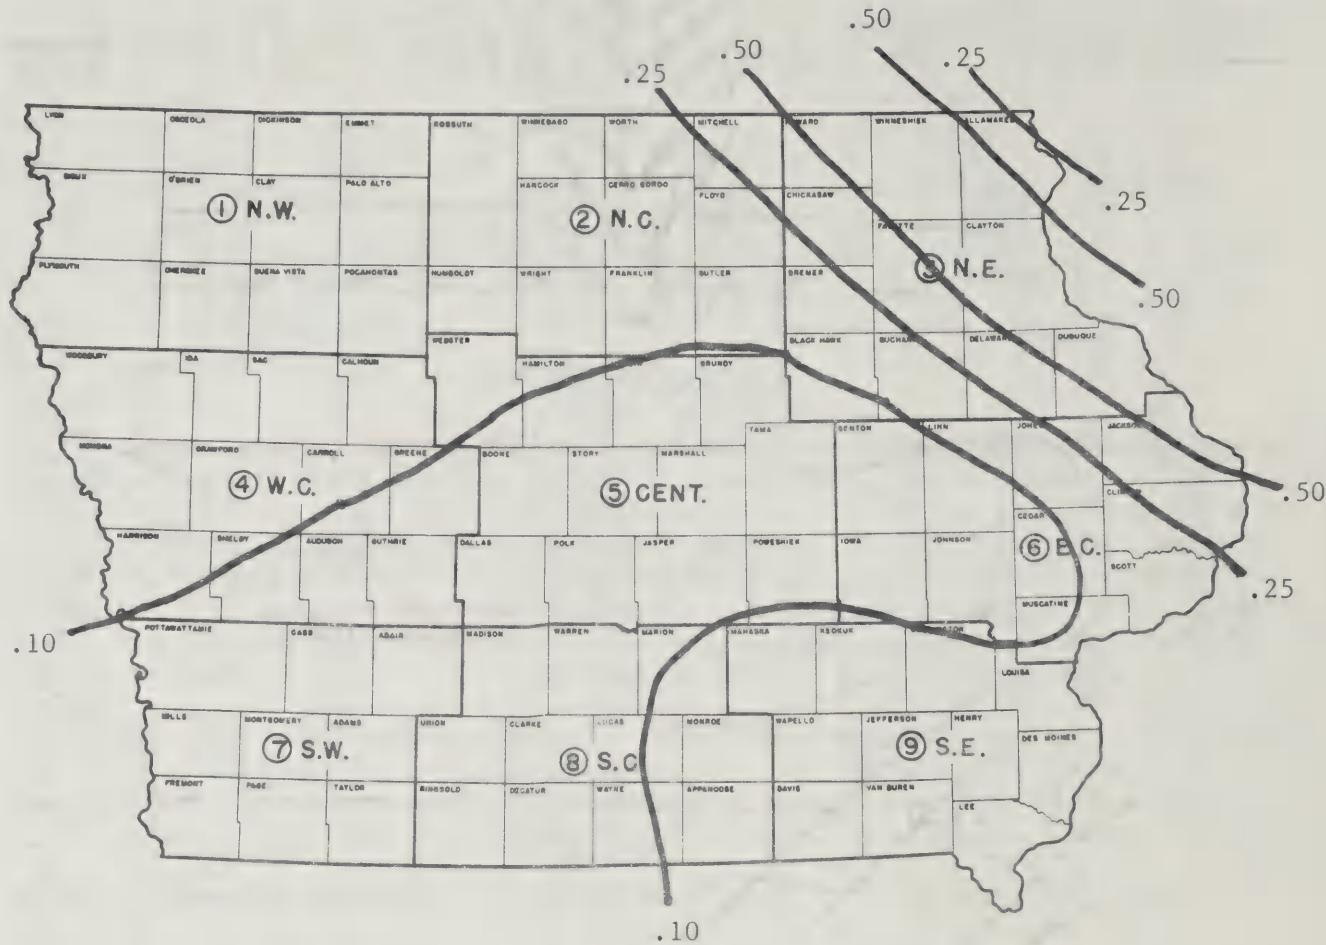 .50
.50
.25
.25
LYON OSCEOLA DICKINSON EMMET KOSSUTH WINNEBAGO WORTH MITCHELL HOWARD WINNESHIEK ALLAMAKEE
SIOUX O'BRIEN CLAY PALO ALTO HANCOCK CERRO GORDO FLOYD CHICKASAW
.25
① N.W. ② N.C.
FAYETTE CLAYTON
③ N.E.
PLYMOUTH CHEROKEE BUENA VISTA POCAHONTAS HUMBOLDT WRIGHT FRANKLIN BUTLER BREMER
.50
WOODBURY IDA SAC CALHOUN WEBSTER HAMILTON GRUNDY BLACK HAWK DELAWARE DUBUQUE
TAMA BENTON LINN JACKSON
MONONA CRAWFORD CARROLL GREENE BOONE STORY MARSHALL
④ W.C. ⑤ CENT.
.50
CEDAR
HARRISON SHELBY AUDUBON GUTHRIE DALLAS POLK JASPER POWESHIEK IOWA JOHNSON
⑥ E.C.
SCOTT
.25
MUSCATINE
.10
POTTAWATTAMIE CASS ADAIR MADISON WARREN MARION MAHASKA KEOKUK
LOUISA
MILLS MONTGOMERY ADAMS UNION CLARKE LUCAS MONROE WAPELLO JEFFERSON HENRY
DES MOINES
⑦ S.W. ⑧ S.C ⑨ S.E.
FREMONT PAGE TAYLOR RINGGOLD DECATUR WAYNE APPANOOSE DAVIS VAN BUREN
LEE
.10